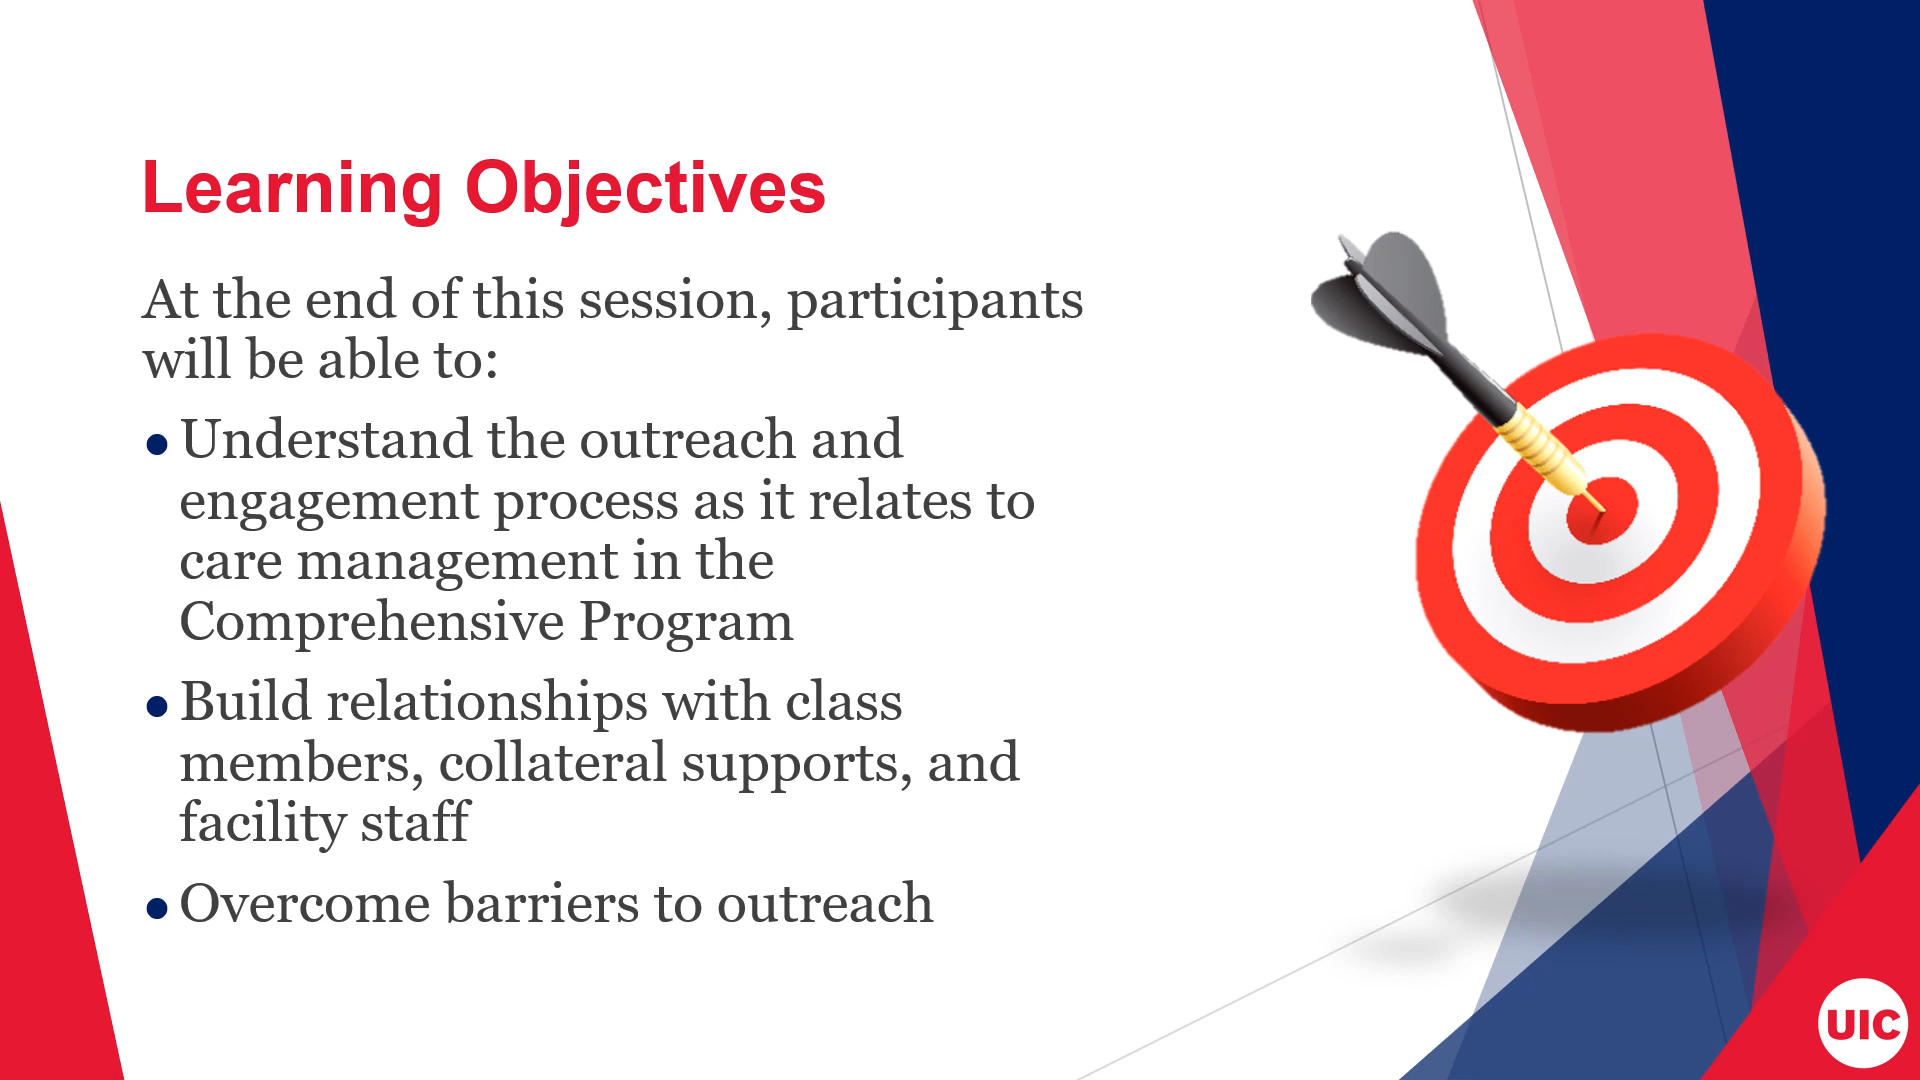 Learning Objectives
At the end of this session, participants
will be able to:
● Understand the outreach and
engagement process as it relates to
care management in the
Comprehensive Program
● Build relationships with class
members, collateral supports, and
facility staff
● Overcome barriers to outreach
UIC